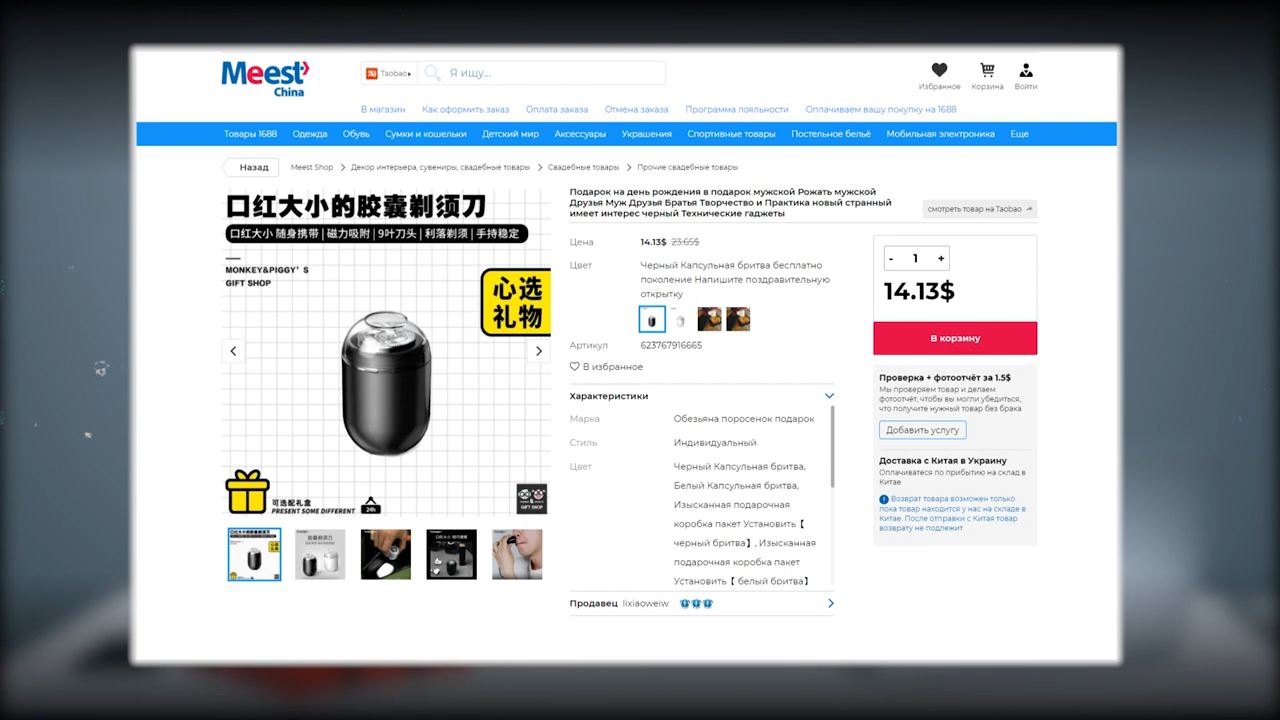 Meest
China
Taobao
Я ищу...
Избранное
Корзина
Войти
В магазин
Как оформить заказ
Оплата заказа
Отмена заказа
Программа лояльности
Оплачиваем вашу покупку на 1688
Товары 1688
Одежда
Обувь
Сумки и кошельки
Детский мир
Аксессуары
Украшения
Спортивные товары
Постельное бельё
Мобильная электроника
Еще
Назад
Meest Shop
Декор интерьера, сувениры, свадебные товары
Свадебные товары
Прочие свадебные товары
口红大小的胶囊剃须刀
口红大小 随身携带 | 磁力吸附 | 9叶刀头 | 利落剃须 | 手持稳定
MONKEY&PIGGY'S
GIFT SHOP
心选
礼物
可选配礼盒
PRESENT SOME DIFFERENT
24h
GIFT SHOP
Подарок на день рождения в подарок мужской Рожать мужской
Друзья Муж Друзья Братья Творчество и Практика новый странный
имеет интерес черный Технические гаджеты
смотреть товар на Taobao
Цена
14.13$ 23.65$
Цвет
Черный Капсульная бритва бесплатно
поколение Напишите поздравительную
открытку
Артикул
623767916665
В избранное
Характеристики
Марка
Обезьяна поросенок подарок
Стиль
Индивидуальный
Цвет
Черный Капсульная бритва,
Белый Капсульная бритва,
Изысканная подарочная
коробка пакет Установить【
черный бритва】, Изысканная
подарочная коробка пакет
Установить【 белый бритва】
Продавец lixiaoweiw
- 1 +
14.13$
В корзину
Проверка + фотоотчёт за 1.5$
Мы проверяем товар и делаем
фотоотчёт, чтобы вы могли убедиться,
что получите нужный товар без брака
Добавить услугу
Доставка с Китая в Украину
Оплачивается по прибытию на склад в
Китае
Возврат товара возможен только
пока товар находится у нас на складе в
Китае. После отправки с Китая товар
возврату не подлежит